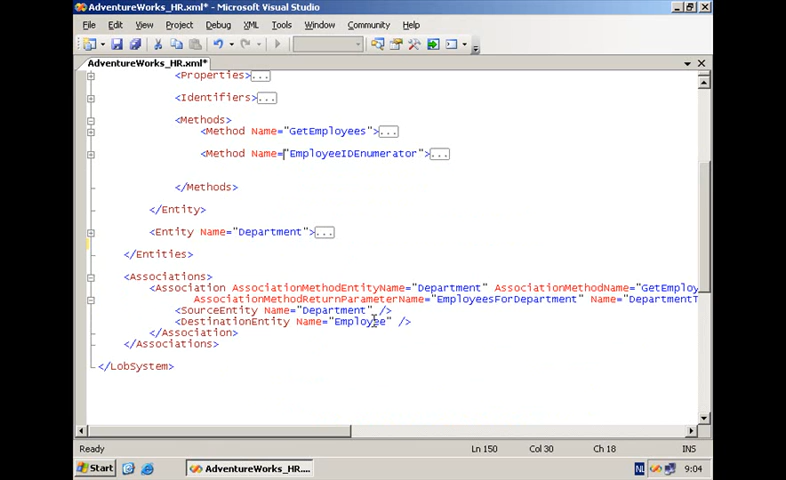 AdventureWorks_HR.xml* - Microsoft Visual Studio
File Edit View Project Debug XML Tools Window Community Help
AdventureWorks_HR.xml*
<Properties>...
<Identifiers>...
<Methods>
<Method Name="GetEmployees">...
<Method Name="EmployeeIDEnumerator">...
</Methods>
</Entity>
<Entity Name="Department">...
</Entities>
<Associations>
<Association AssociationMethodEntityName="Department" AssociationMethodName="GetEmploy
AssociationMethodReturnParameterName="EmployeesForDepartment" Name="DepartmentT
<SourceEntity Name="Department" />
<DestinationEntity Name="Employee" />
</Association>
</Associations>
</LobSystem>
Ready Ln 150 Col 30 Ch 18 INS
Start AdventureWorks_HR.... NL 9:04